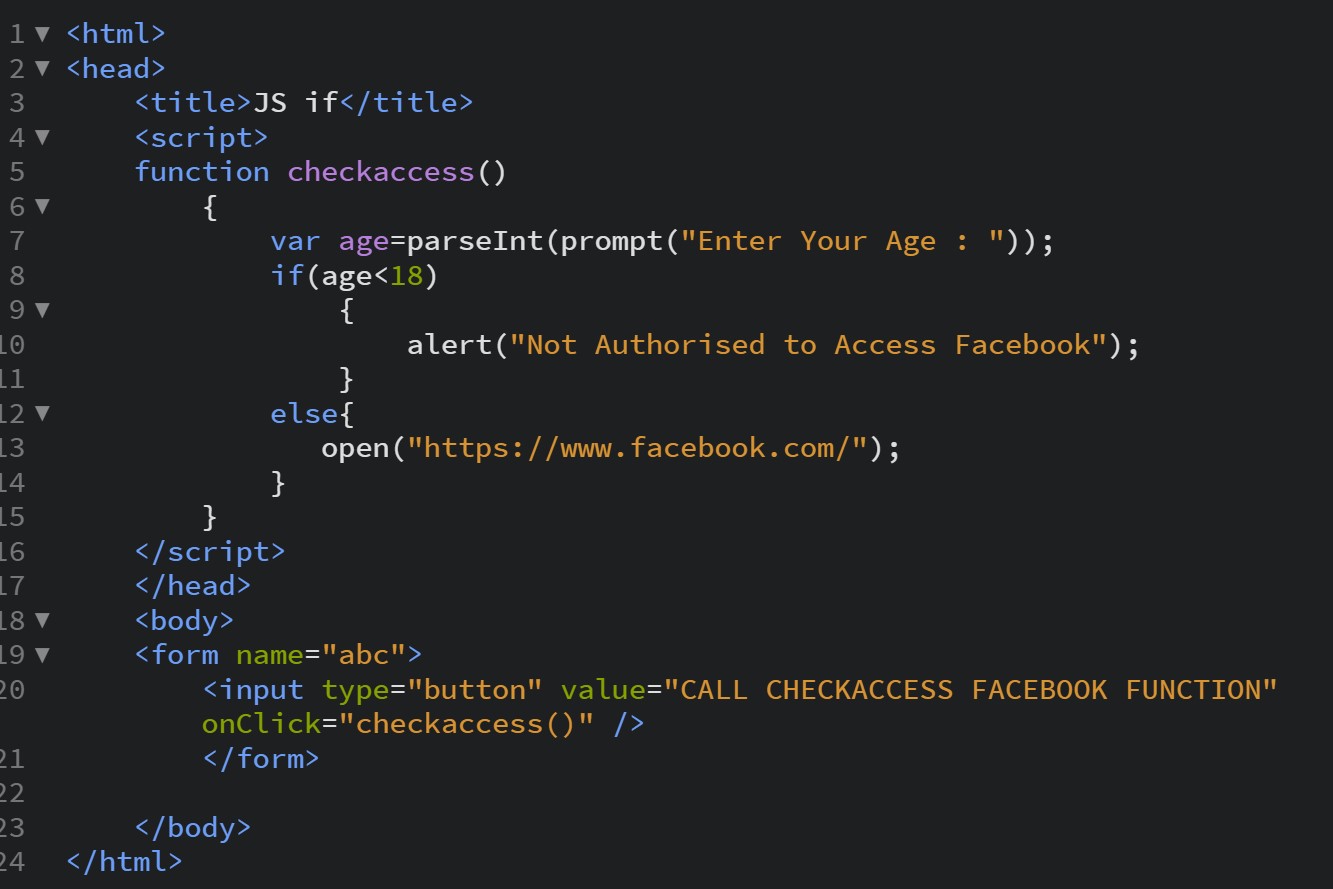 1 ▼ <html>
2 ▼ <head>
3     <title>JS if</title>
4 ▼     <script>
5     function checkaccess()
6 ▼         {
7             var age=parseInt(prompt("Enter Your Age : "));
8             if(age<18)
9 ▼                 {
10                     alert("Not Authorised to Access Facebook");
11                 }
12 ▼             else{
13                open("https://www.facebook.com/");
14             }
15         }
16     </script>
17     </head>
18 ▼     <body>
19 ▼     <form name="abc">
20         <input type="button" value="CALL CHECKACCESS FACEBOOK FUNCTION"
        onClick="checkaccess()" />
21         </form>
22
23     </body>
24 </html>